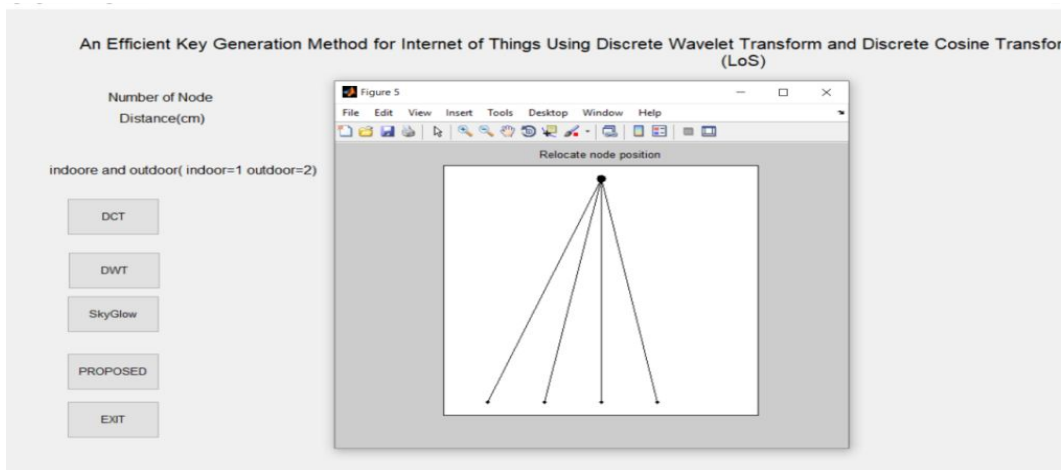 An Efficient Key Generation Method for Internet of Things Using Discrete Wavelet Transform and Discrete Cosine Transfor
(LoS)
Number of Node
Distance(cm)
indoore and outdoor( indoor=1 outdoor=2)
DCT
DWT
SkyGlow
PROPOSED
EXIT
Figure 5
File Edit View Insert Tools Desktop Window Help
Relocate node position